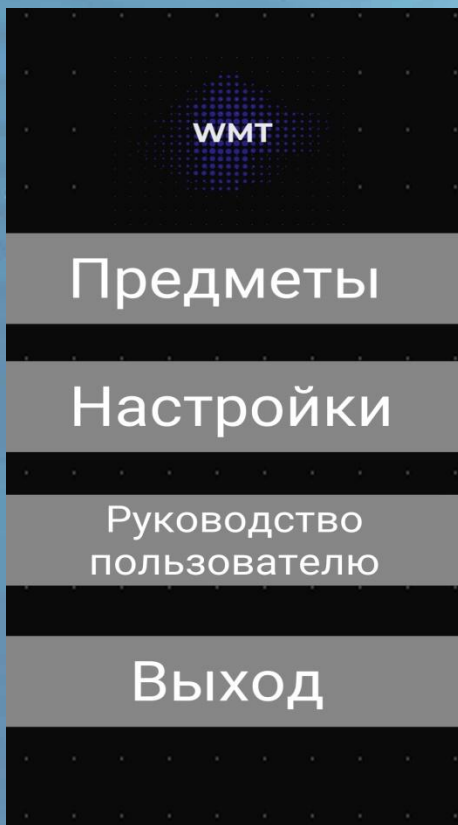 WMT
Предметы
Настройки
Руководство
пользователю
Выход